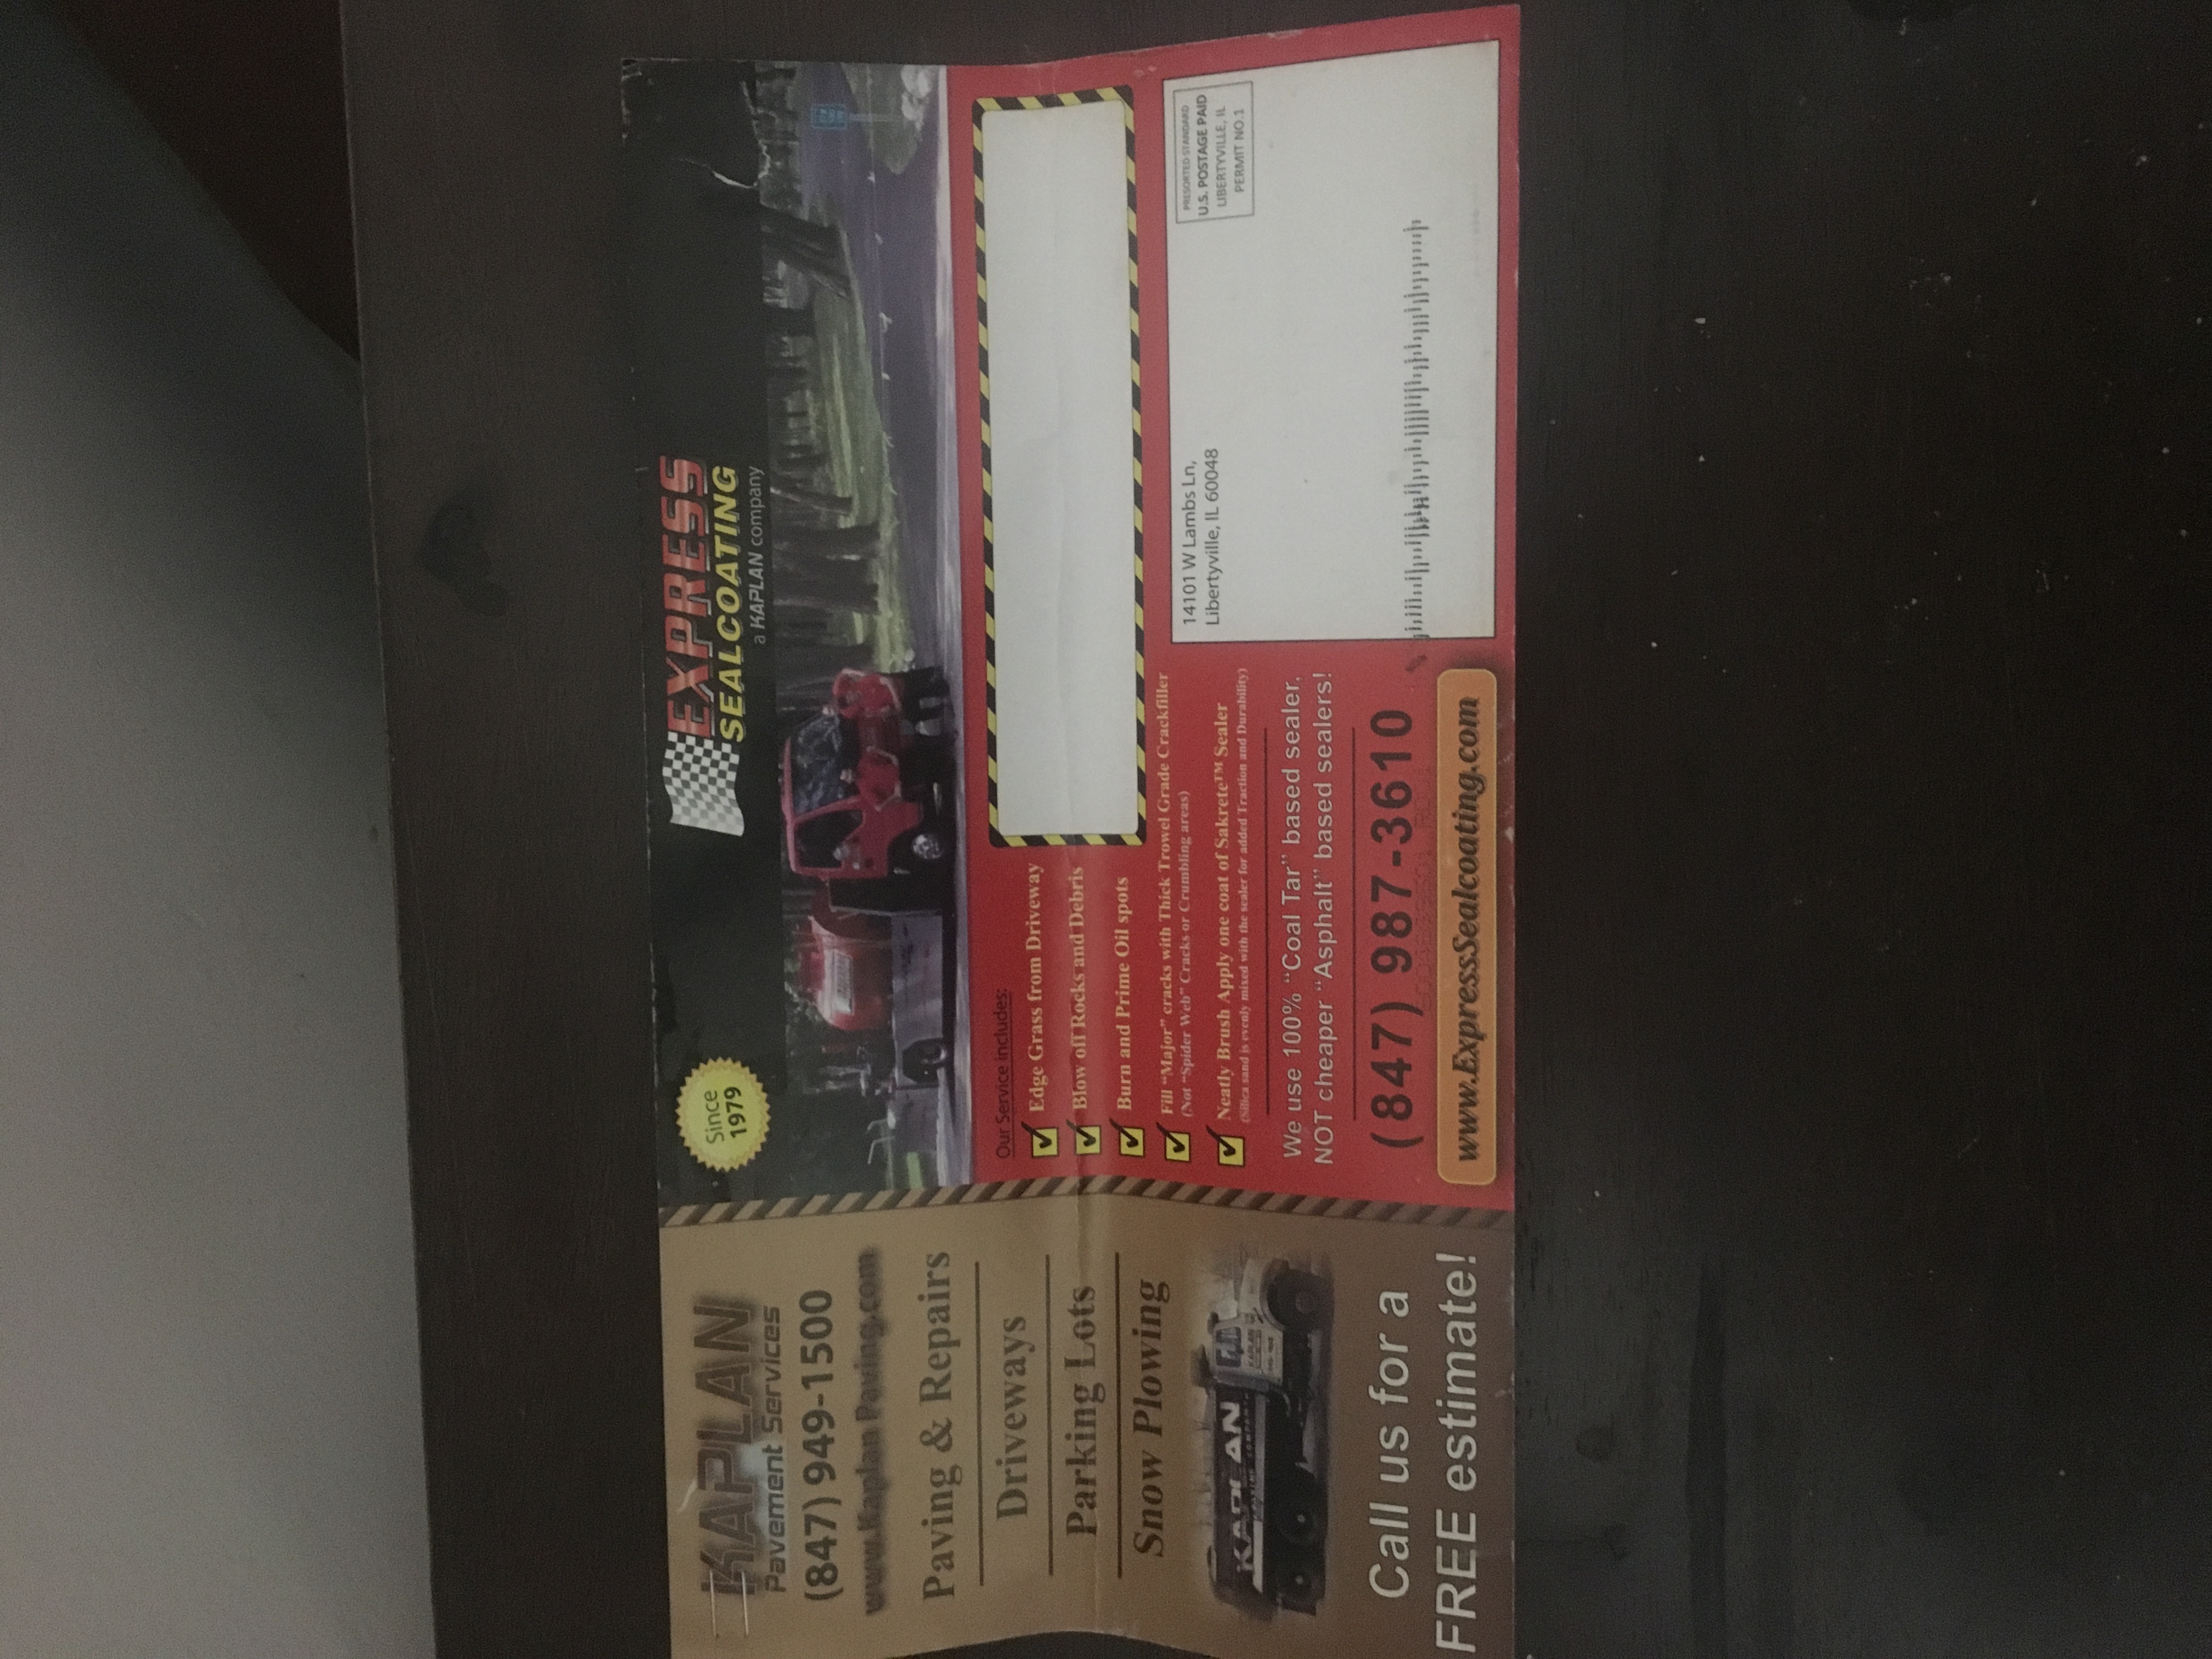 KAPLAN
Pavement Services
(847) 949-1500
www.Kaplan Paving.com
Paving & Repairs
Driveways
Parking Lots
Snow Plowing
KAPLAN
Call us for a
FREE estimate!
Since
1979
EXPRESS
SEALCOATING
a KAPLAN company
Our Service includes:
Edge Grass from Driveway
Blow off Rocks and Debris
Burn and Prime Oil spots
Fill "Major" cracks with Thick Trowel Grade Crackfiller
(Not "Spider Web" Cracks or Crumbling areas)
Neatly Brush Apply one coat of Sakrete™ Sealer
(Silica sand is evenly mixed with the sealer for added Traction and Durability)
We use 100% "Coal Tar" based sealer,
NOT cheaper "Asphalt" based sealers!
(847) 987-3610
www.ExpressSealcoating.com
14101 W Lambs Ln,
Libertyville, IL 60048
PRESORTED STANDARD
U.S. POSTAGE PAID
LIBERTYVILLE, IL
PERMIT NO.1